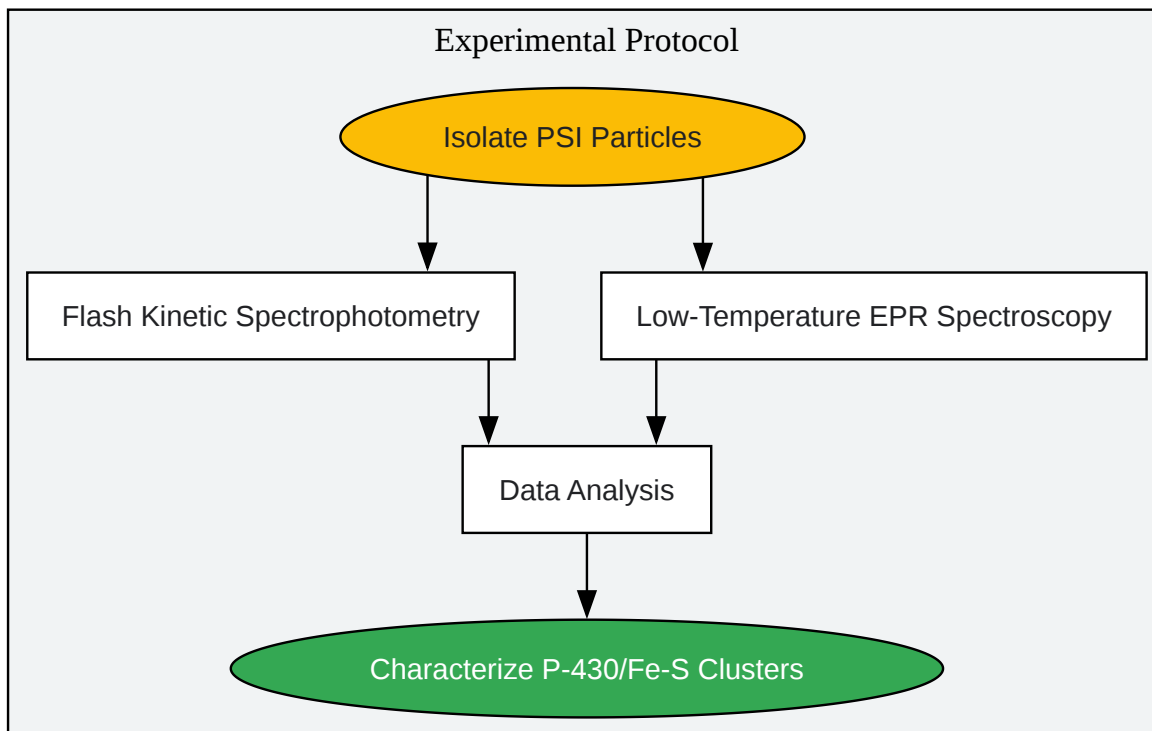 Experimental Protocol
Isolate PSI Particles
Flash Kinetic Spectrophotometry
Low-Temperature EPR Spectroscopy
Data Analysis
Characterize P-430/Fe-S Clusters